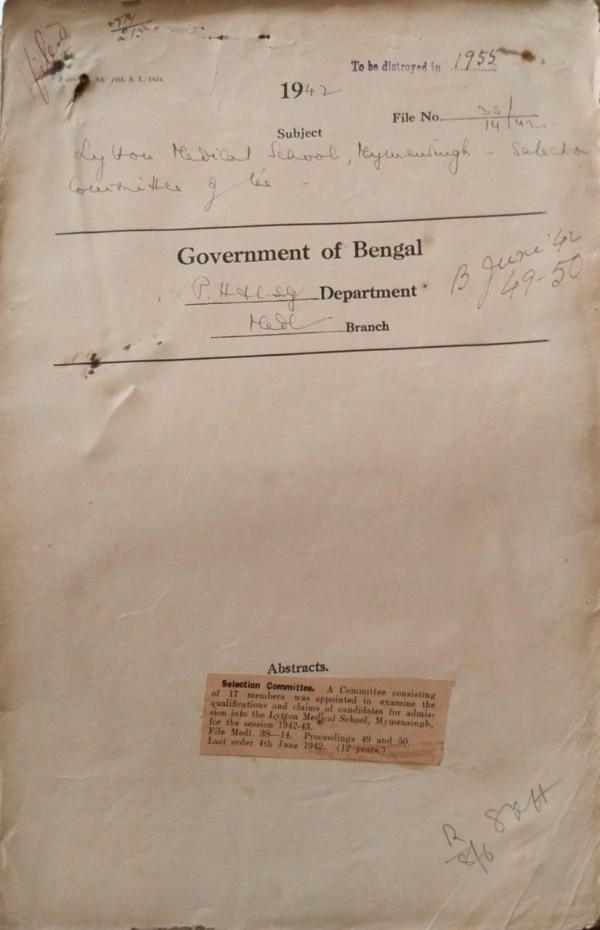 filed
To be distroyed in 1955
1942
File No. 3S/14/42
Subject
Lytton Medical School, Mymensingh - Selection
Committee of the -
Government of Bengal
P. H & L.S.G Department
Medl Branch
B June '42
49-50
Abstracts.
Selection Committee. A Committee consisting
of 17 members was appointed to examine the
qualifications and claims of candidates for admis-
sion into the Lytton Medical School, Mymensingh,
for the session 1942-43.
File Medl. 3S—14. Proceedings 49 and 50.
Last order 4th June 1942. (12 years.)